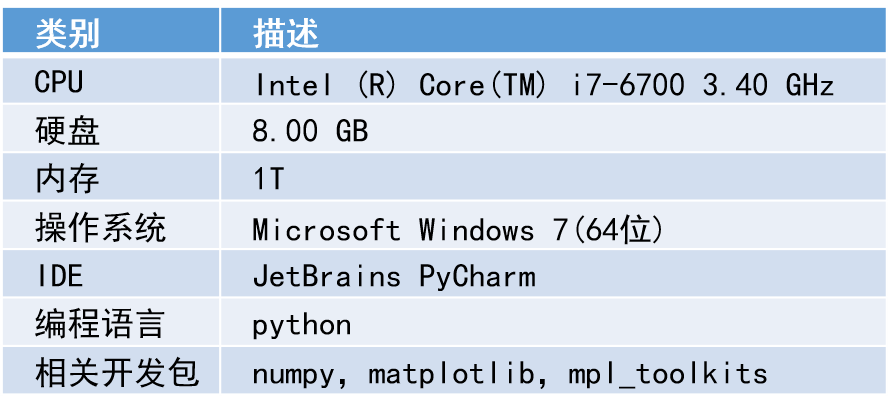 类别 描述
CPU Intel (R) Core(TM) i7-6700 3.40 GHz
硬盘 8.00 GB
内存 1T
操作系统 Microsoft Windows 7(64位)
IDE JetBrains PyCharm
编程语言 python
相关开发包 numpy, matplotlib, mpl_toolkits